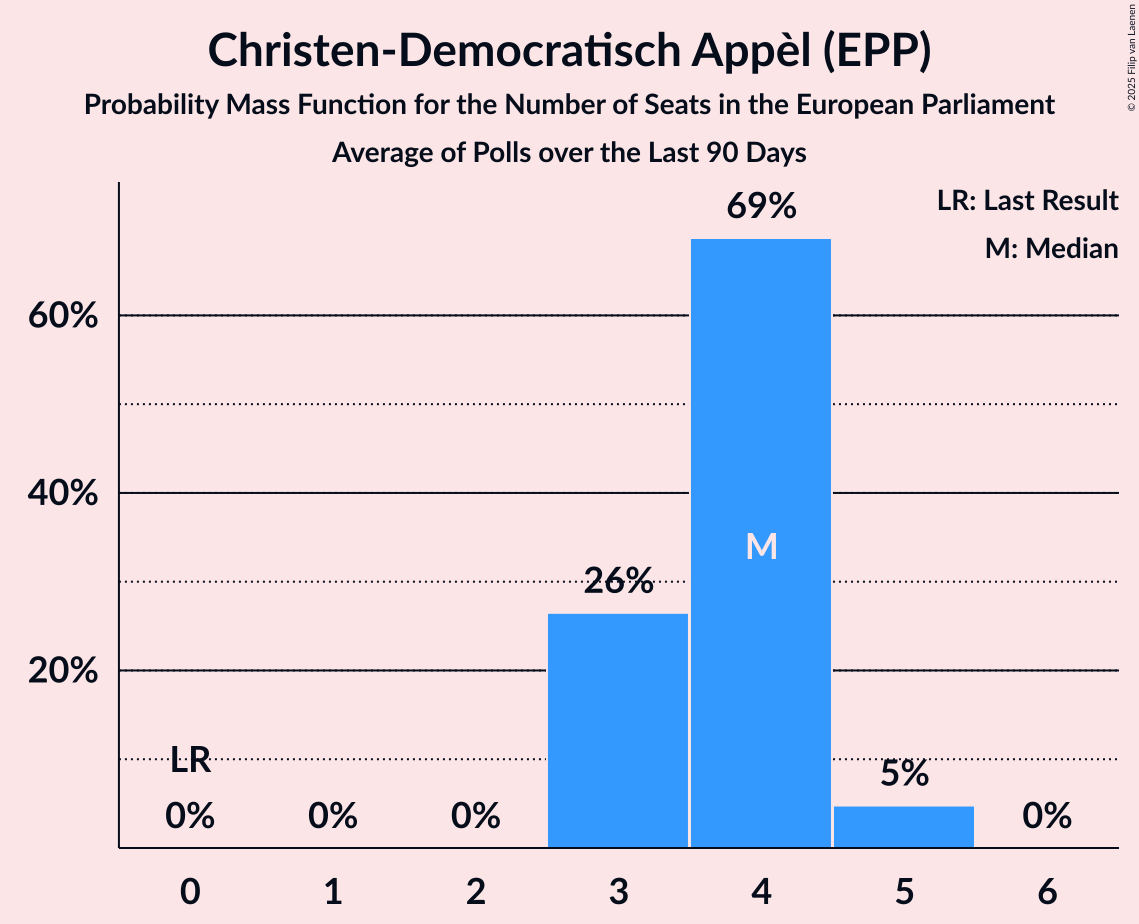 Christen-Democratisch Appèl (EPP)
Probability Mass Function for the Number of Seats in the European Parliament
Average of Polls over the Last 90 Days
© 2025 Filip van Laenen
LR: Last Result
M: Median
69%
60%
40%
M
26%
20%
LR
5%
0% 0% 0% 0%
0 1 2 3 4 5 6